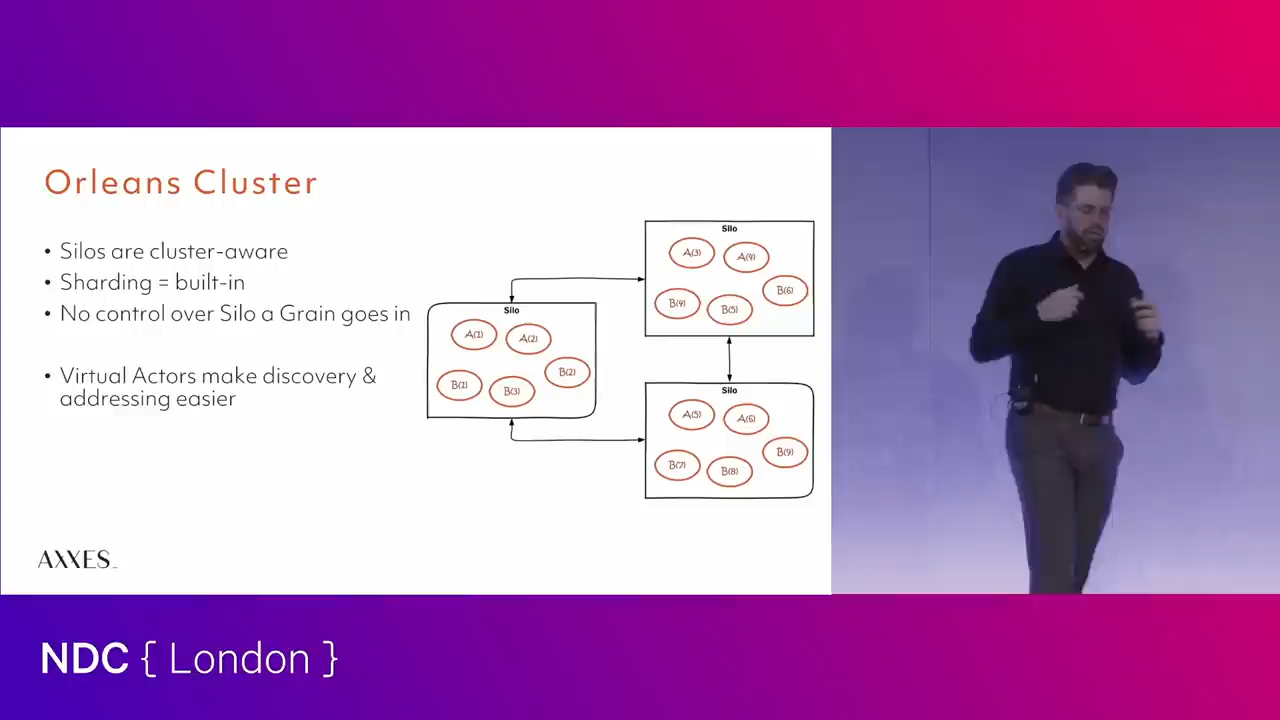 Orleans Cluster
• Silos are cluster-aware
• Sharding = built-in
• No control over Silo a Grain goes in
• Virtual Actors make discovery &
addressing easier
Silo
A(1)
A(2)
B(1)
B(3)
B(2)
Silo
A(3)
A(4)
B(4)
B(5)
B(6)
Silo
A(5)
A(6)
B(7)
B(8)
B(9)
AXXES_
NDC { London }